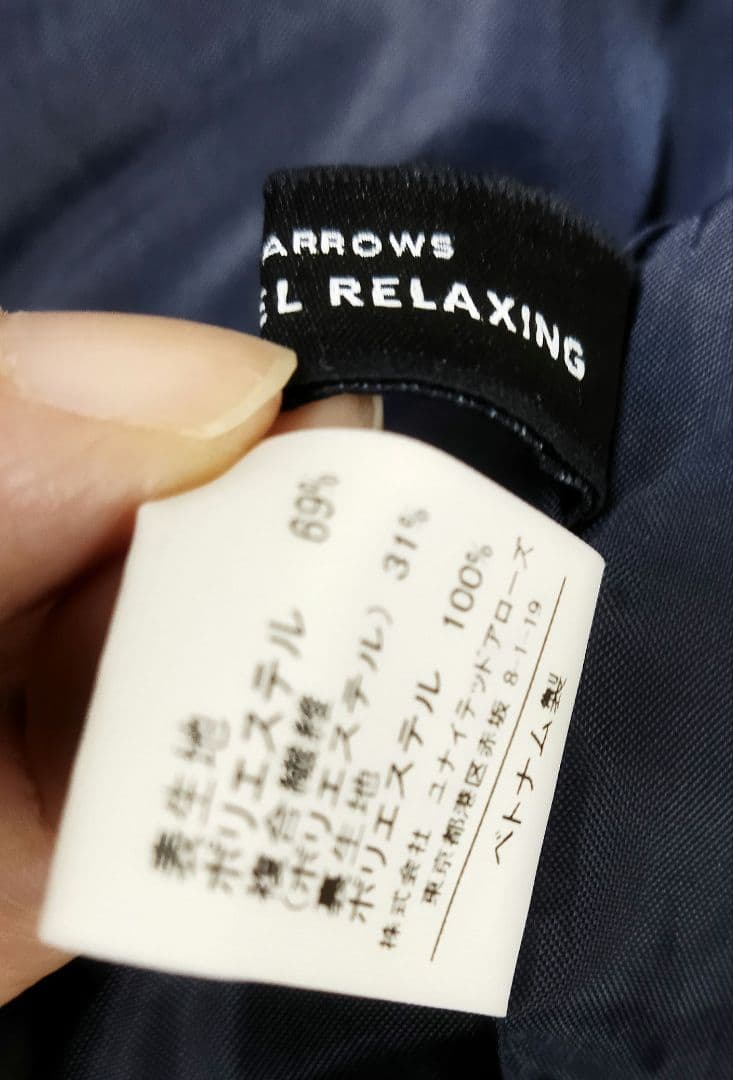 ARROWS
EL RELAXING
表生地
ポリエステル 69%
複合繊維
(ポリエステル) 31%
裏生地
ポリエステル 100%
株式会社 ユナイテッドアローズ
東京都港区赤坂 8-1-19
ベトナム製